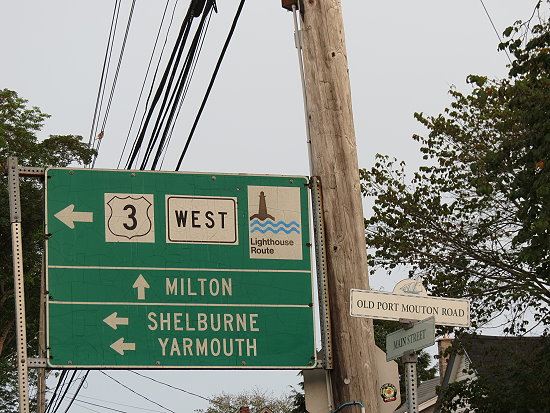 3
WEST
Lighthouse
Route
MILTON
SHELBURNE
YARMOUTH
OLD PORT MOUTON ROAD
MAIN STREET